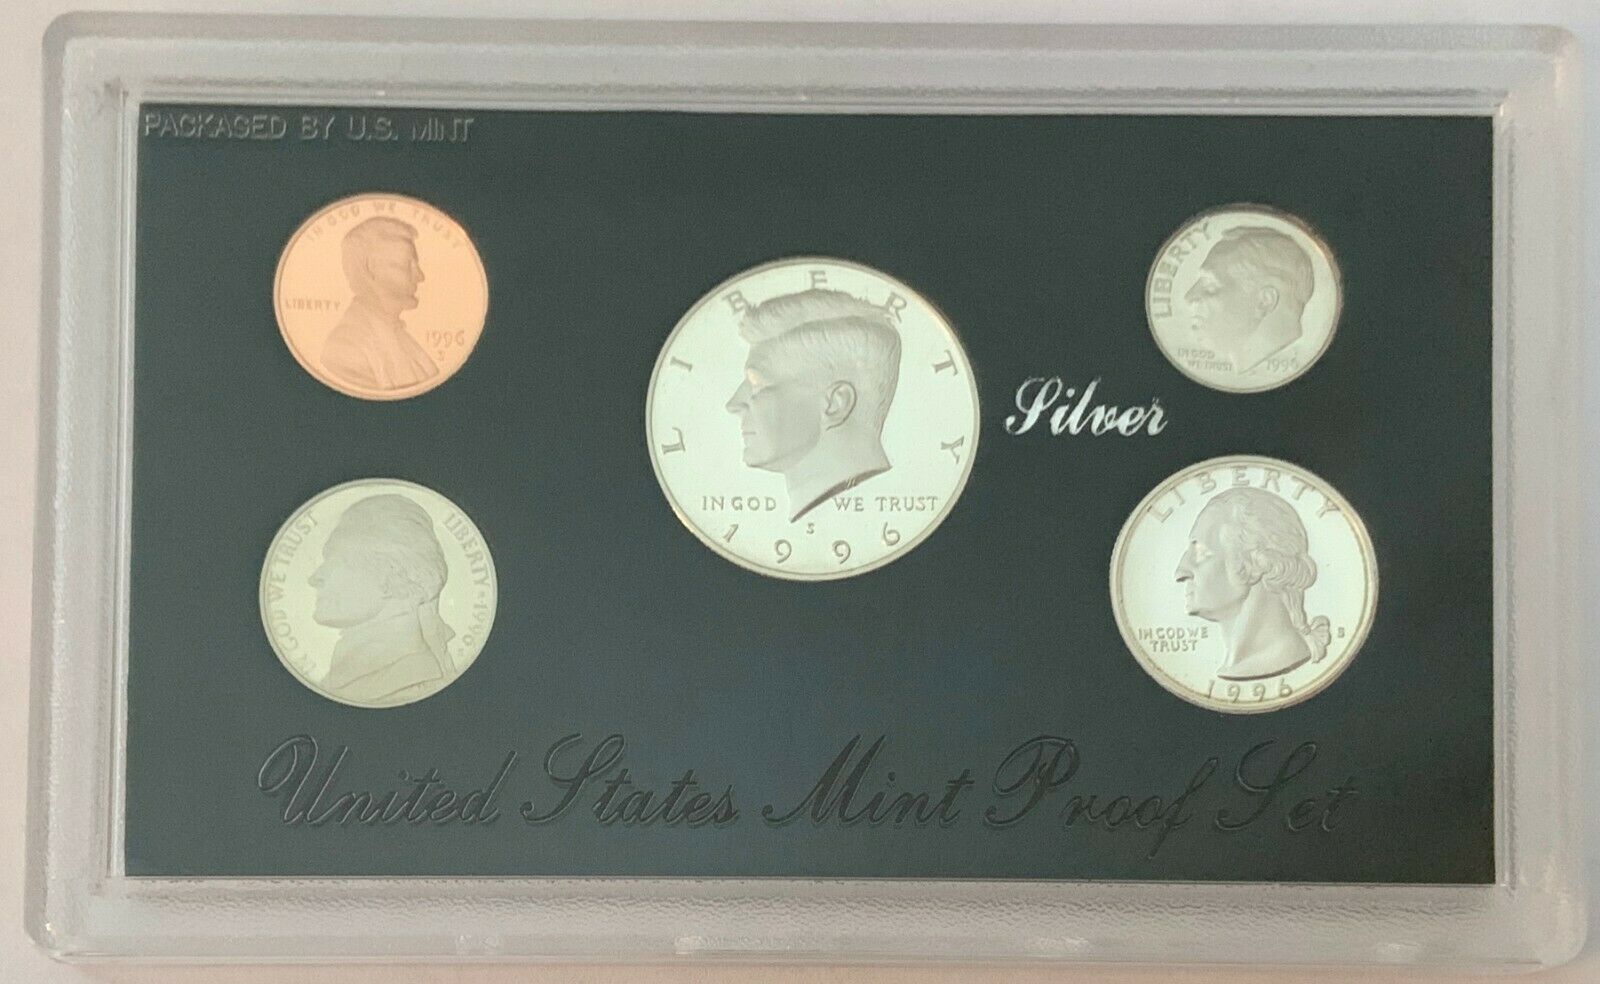 PACKAGED BY U.S. MINT
IN GOD WE TRUST
LIBERTY
1996
S
LIBERTY
IN GOD WE TRUST
S
1996
LIBERTY
IN GOD
WE TRUST
1996
Silver
IN GOD WE TRUST
LIBERTY * 1996
LIBERTY
IN GOD WE
TRUST
S
1996
United States Mint Proof Set